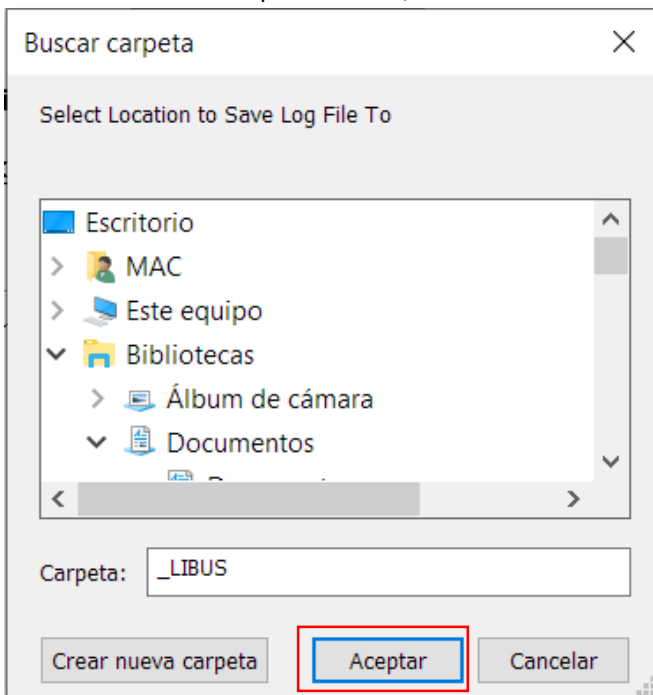 Buscar carpeta
Select Location to Save Log File To
Escritorio
MAC
Este equipo
Bibliotecas
Álbum de cámara
Documentos
Carpeta: _LIBUS
Crear nueva carpeta Aceptar Cancelar